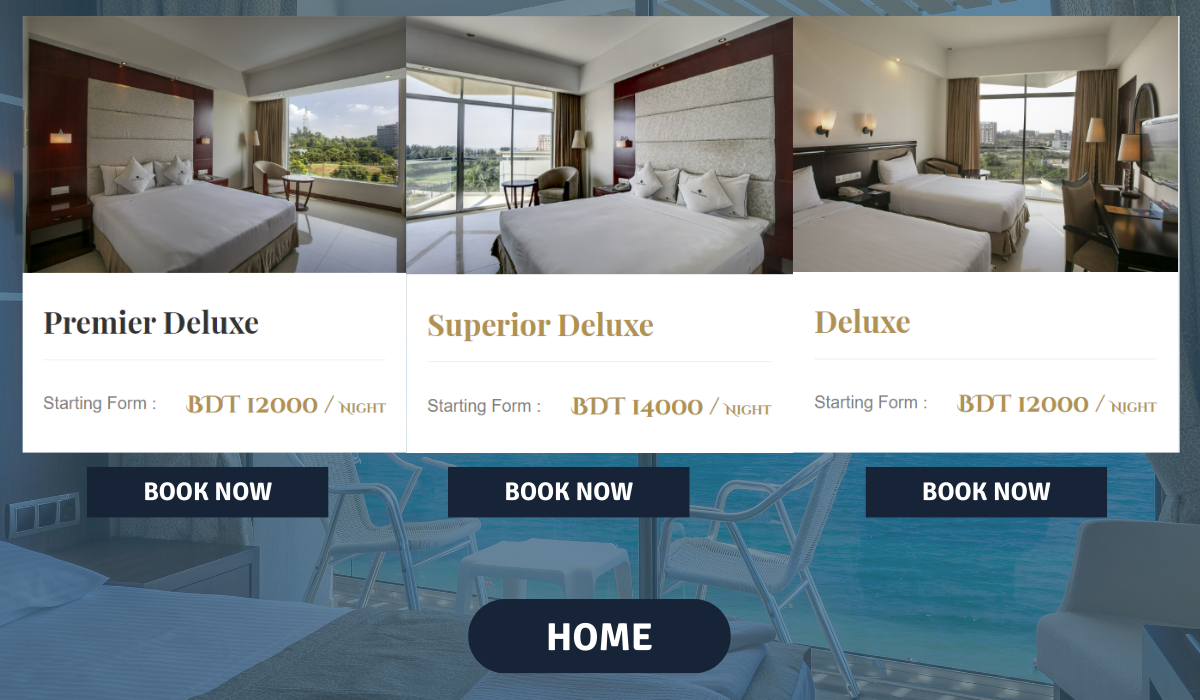 Premier Deluxe
Starting Form : BDT 12000 / NIGHT
BOOK NOW
Superior Deluxe
Starting Form : BDT 14000 / NIGHT
BOOK NOW
Deluxe
Starting Form : BDT 12000 / NIGHT
BOOK NOW
HOME